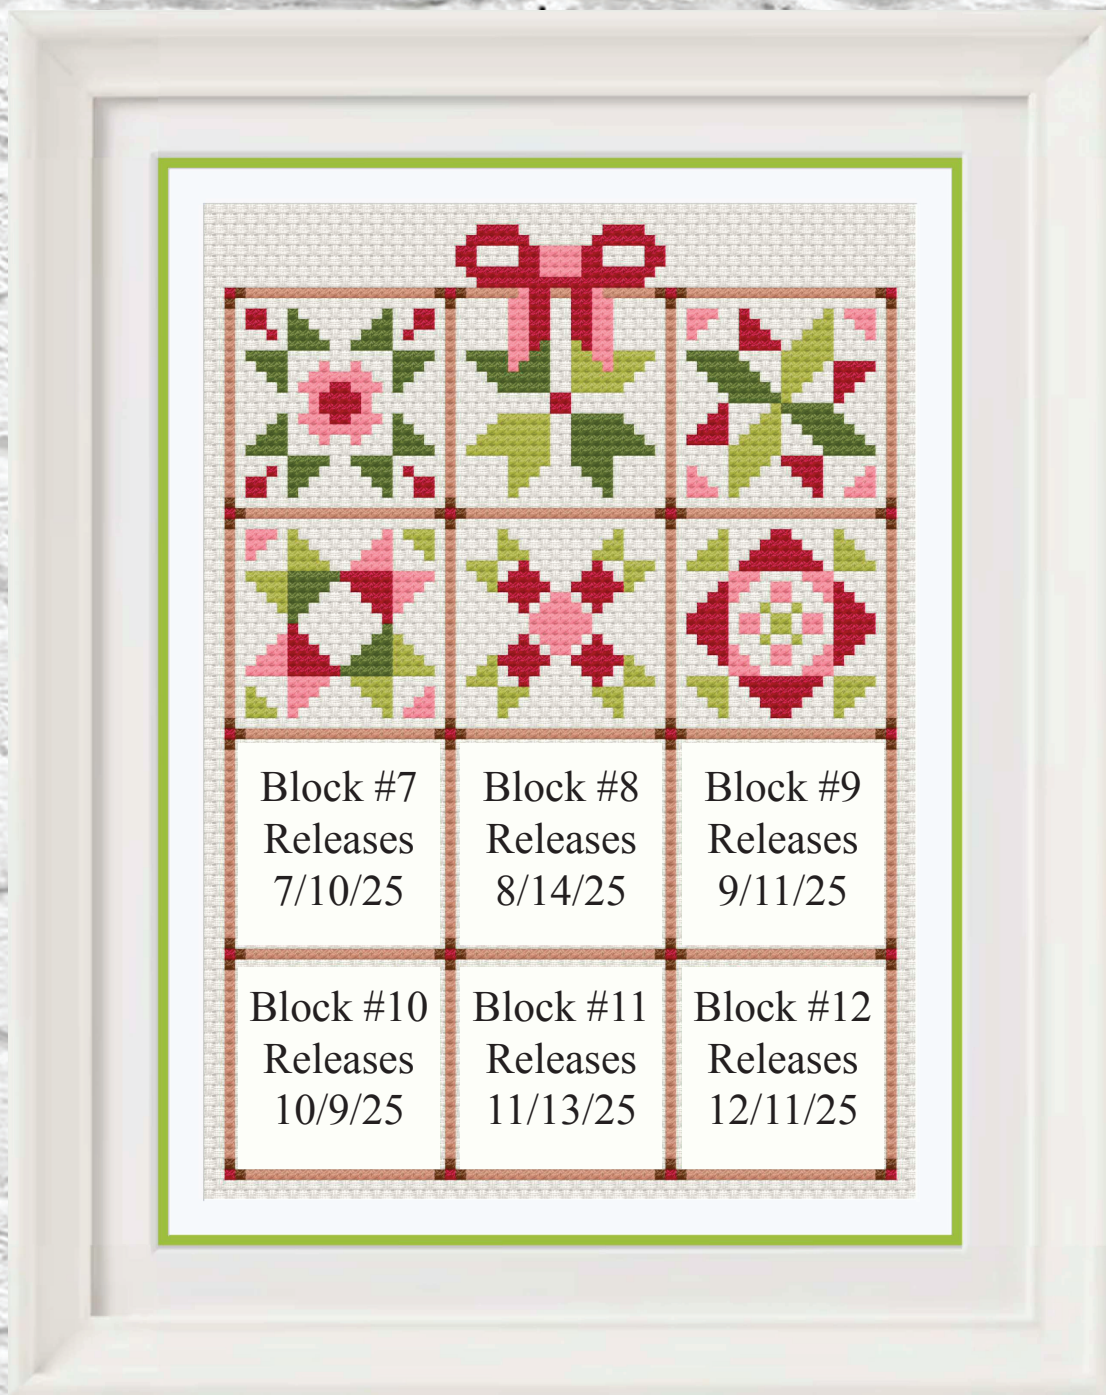 Block #7
Releases
7/10/25
Block #8
Releases
8/14/25
Block #9
Releases
9/11/25
Block #10
Releases
10/9/25
Block #11
Releases
11/13/25
Block #12
Releases
12/11/25